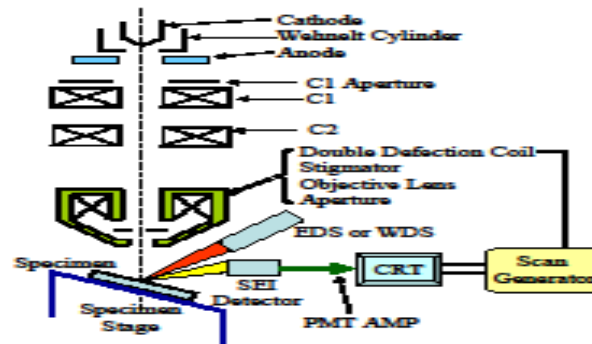 Cathode
Wehnelt Cylinder
Anode
C1 Aperture
C1
C2
Double Defection Coil
Stigmator
Objective Lens
Aperture
EDS or WDS
Specimen
SEI
Detector
CRT
Scan
Generator
Specimen
Stage
PMT AMP